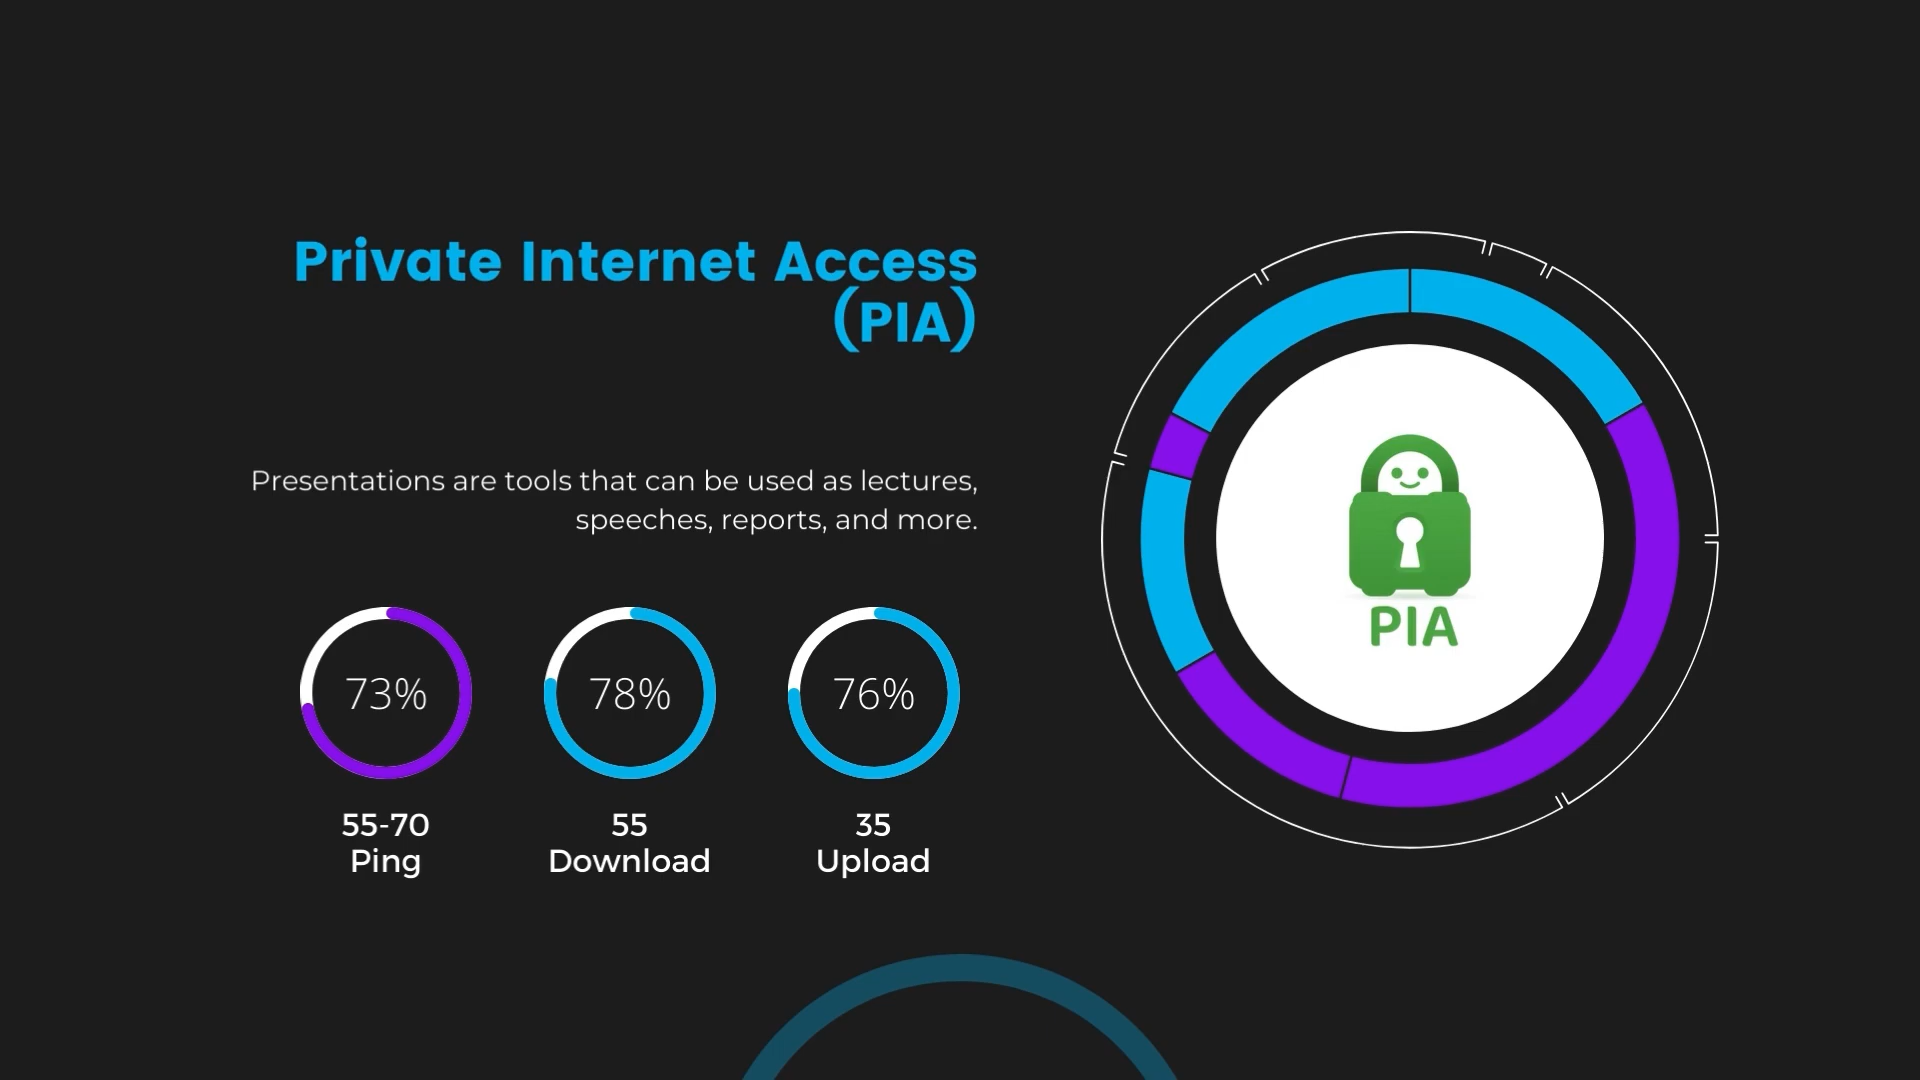 Private Internet Access
(PIA)
Presentations are tools that can be used as lectures,
speeches, reports, and more.
73%
78%
76%
55-70
Ping
55
Download
35
Upload
PIA